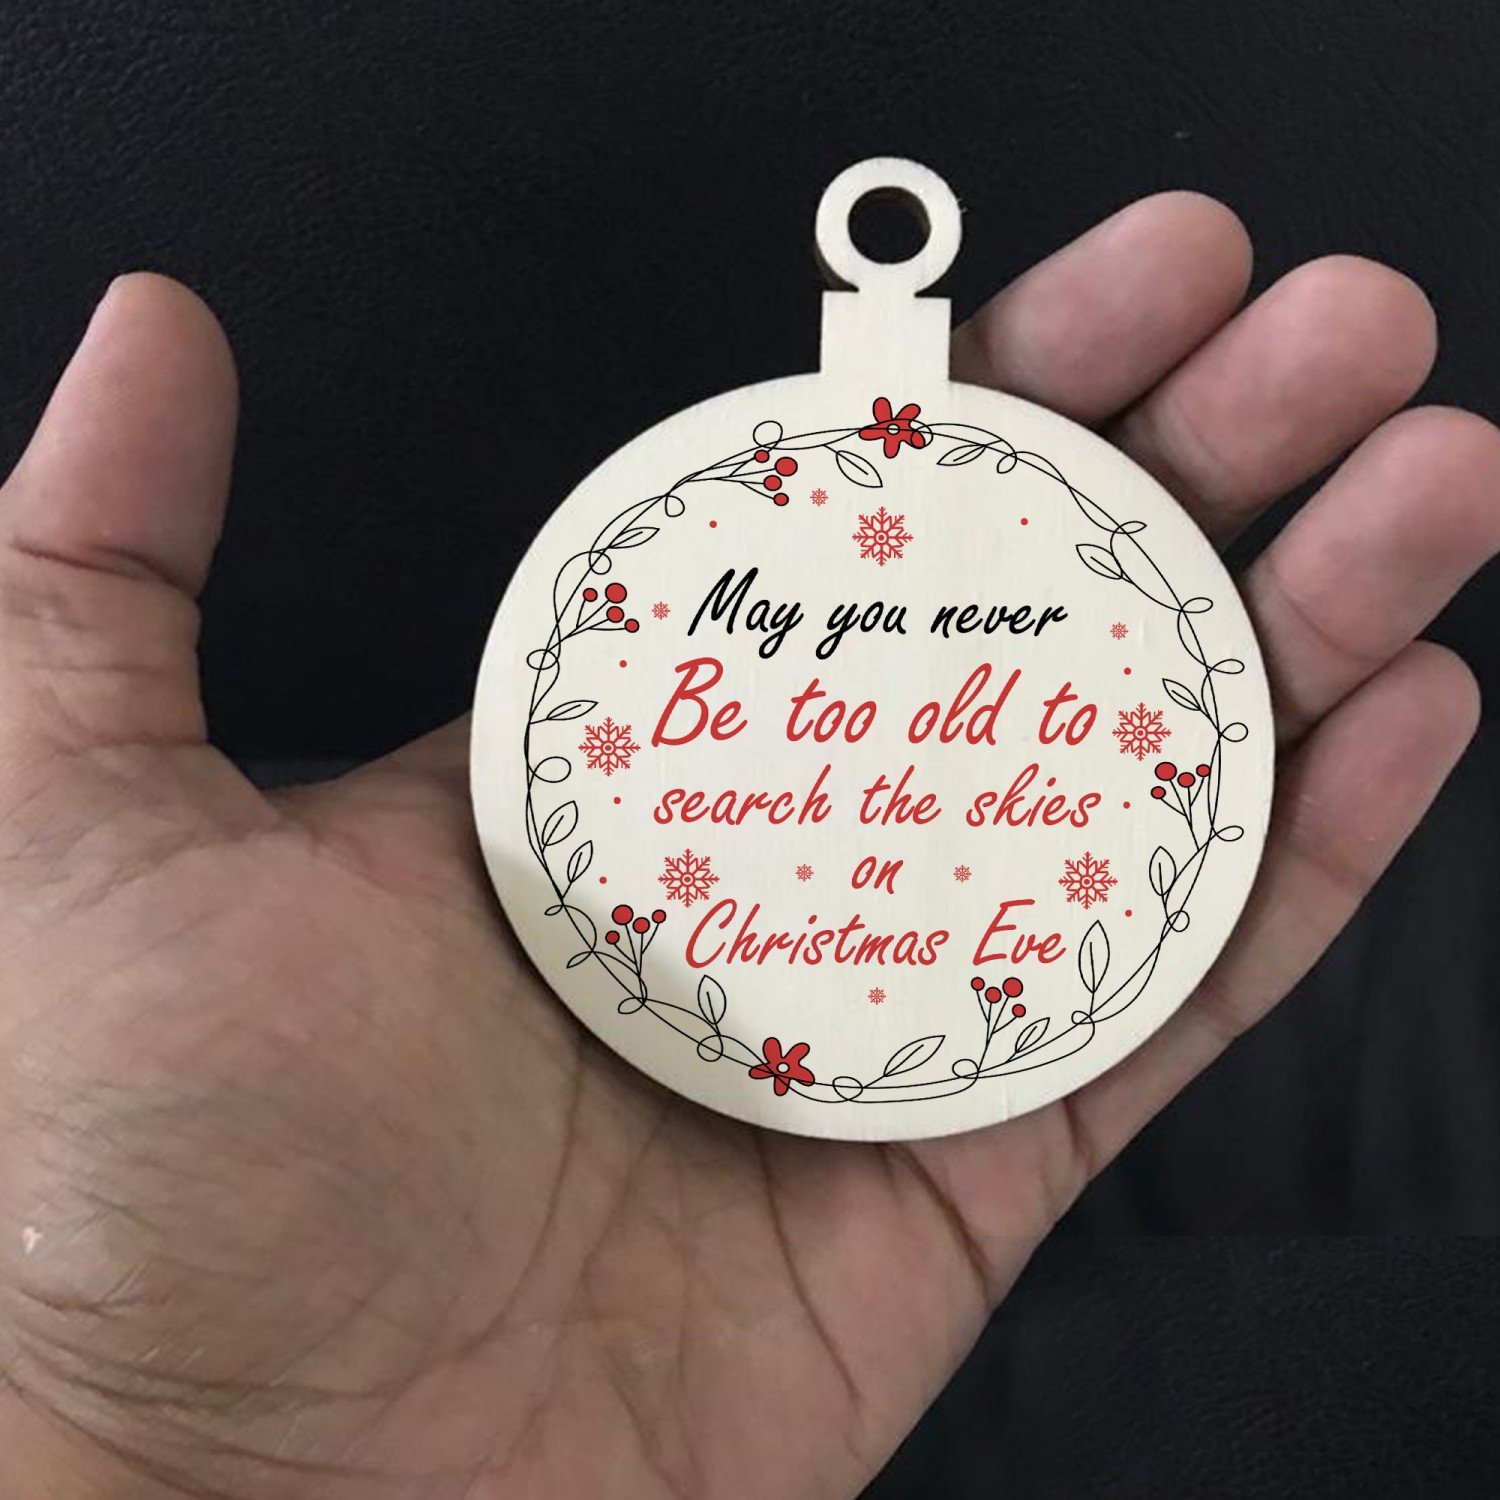 May you never
Be too old to
search the skies
on
Christmas Eve